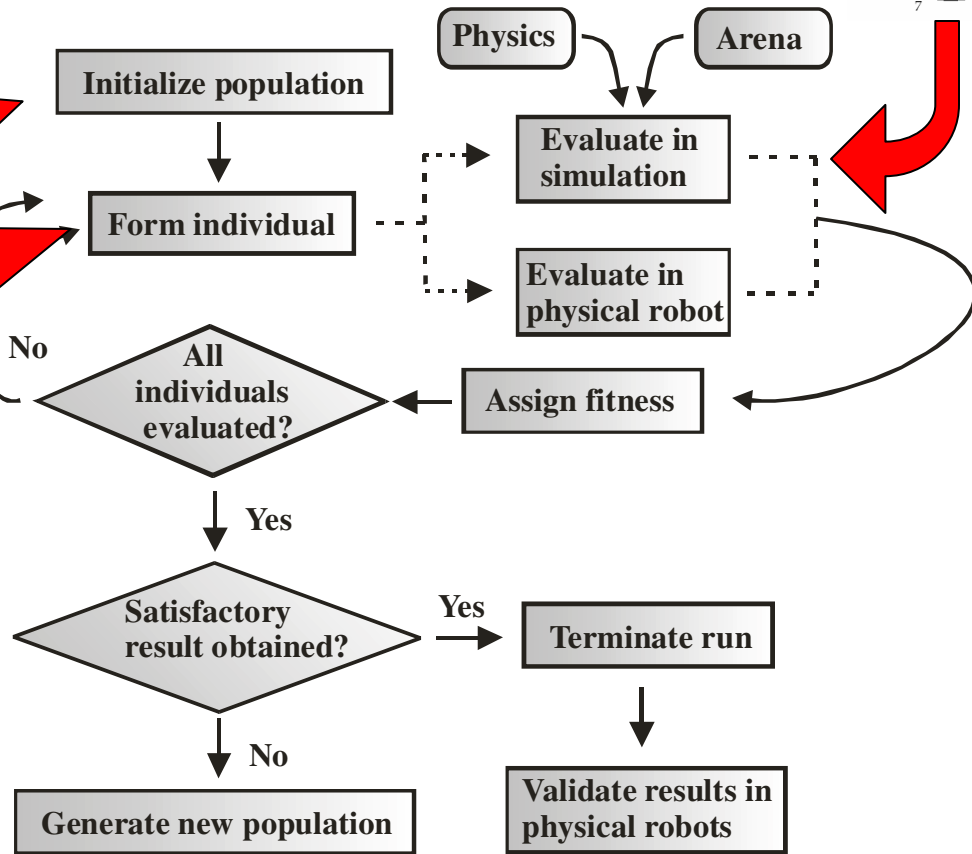 7
Physics
Arena
Initialize population
Evaluate in
simulation
Form individual
Evaluate in
physical robot
No
All
individuals
evaluated?
Assign fitness
Yes
Satisfactory
result obtained?
Yes
Terminate run
No
Generate new population
Validate results in
physical robots